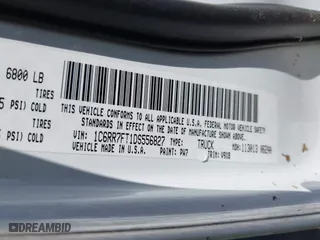 6800 LB
TIRES
5 PSI) COLD
TIRES
PSI) COLD
THIS VEHICLE CONFORMS TO ALL APPLICABLE U.S.A. FEDERAL MOTOR VEHICLE SAFETY
STANDARDS IN EFFECT ON THE DATE OF MANUFACTURE SHOWN ABOVE.
VIN: 1C6RR7FT1DS556827 TYPE: TRUCK
VEHICLE MADE IN U.S.A. PAINT: PW7 TRIM:
DREAMBID